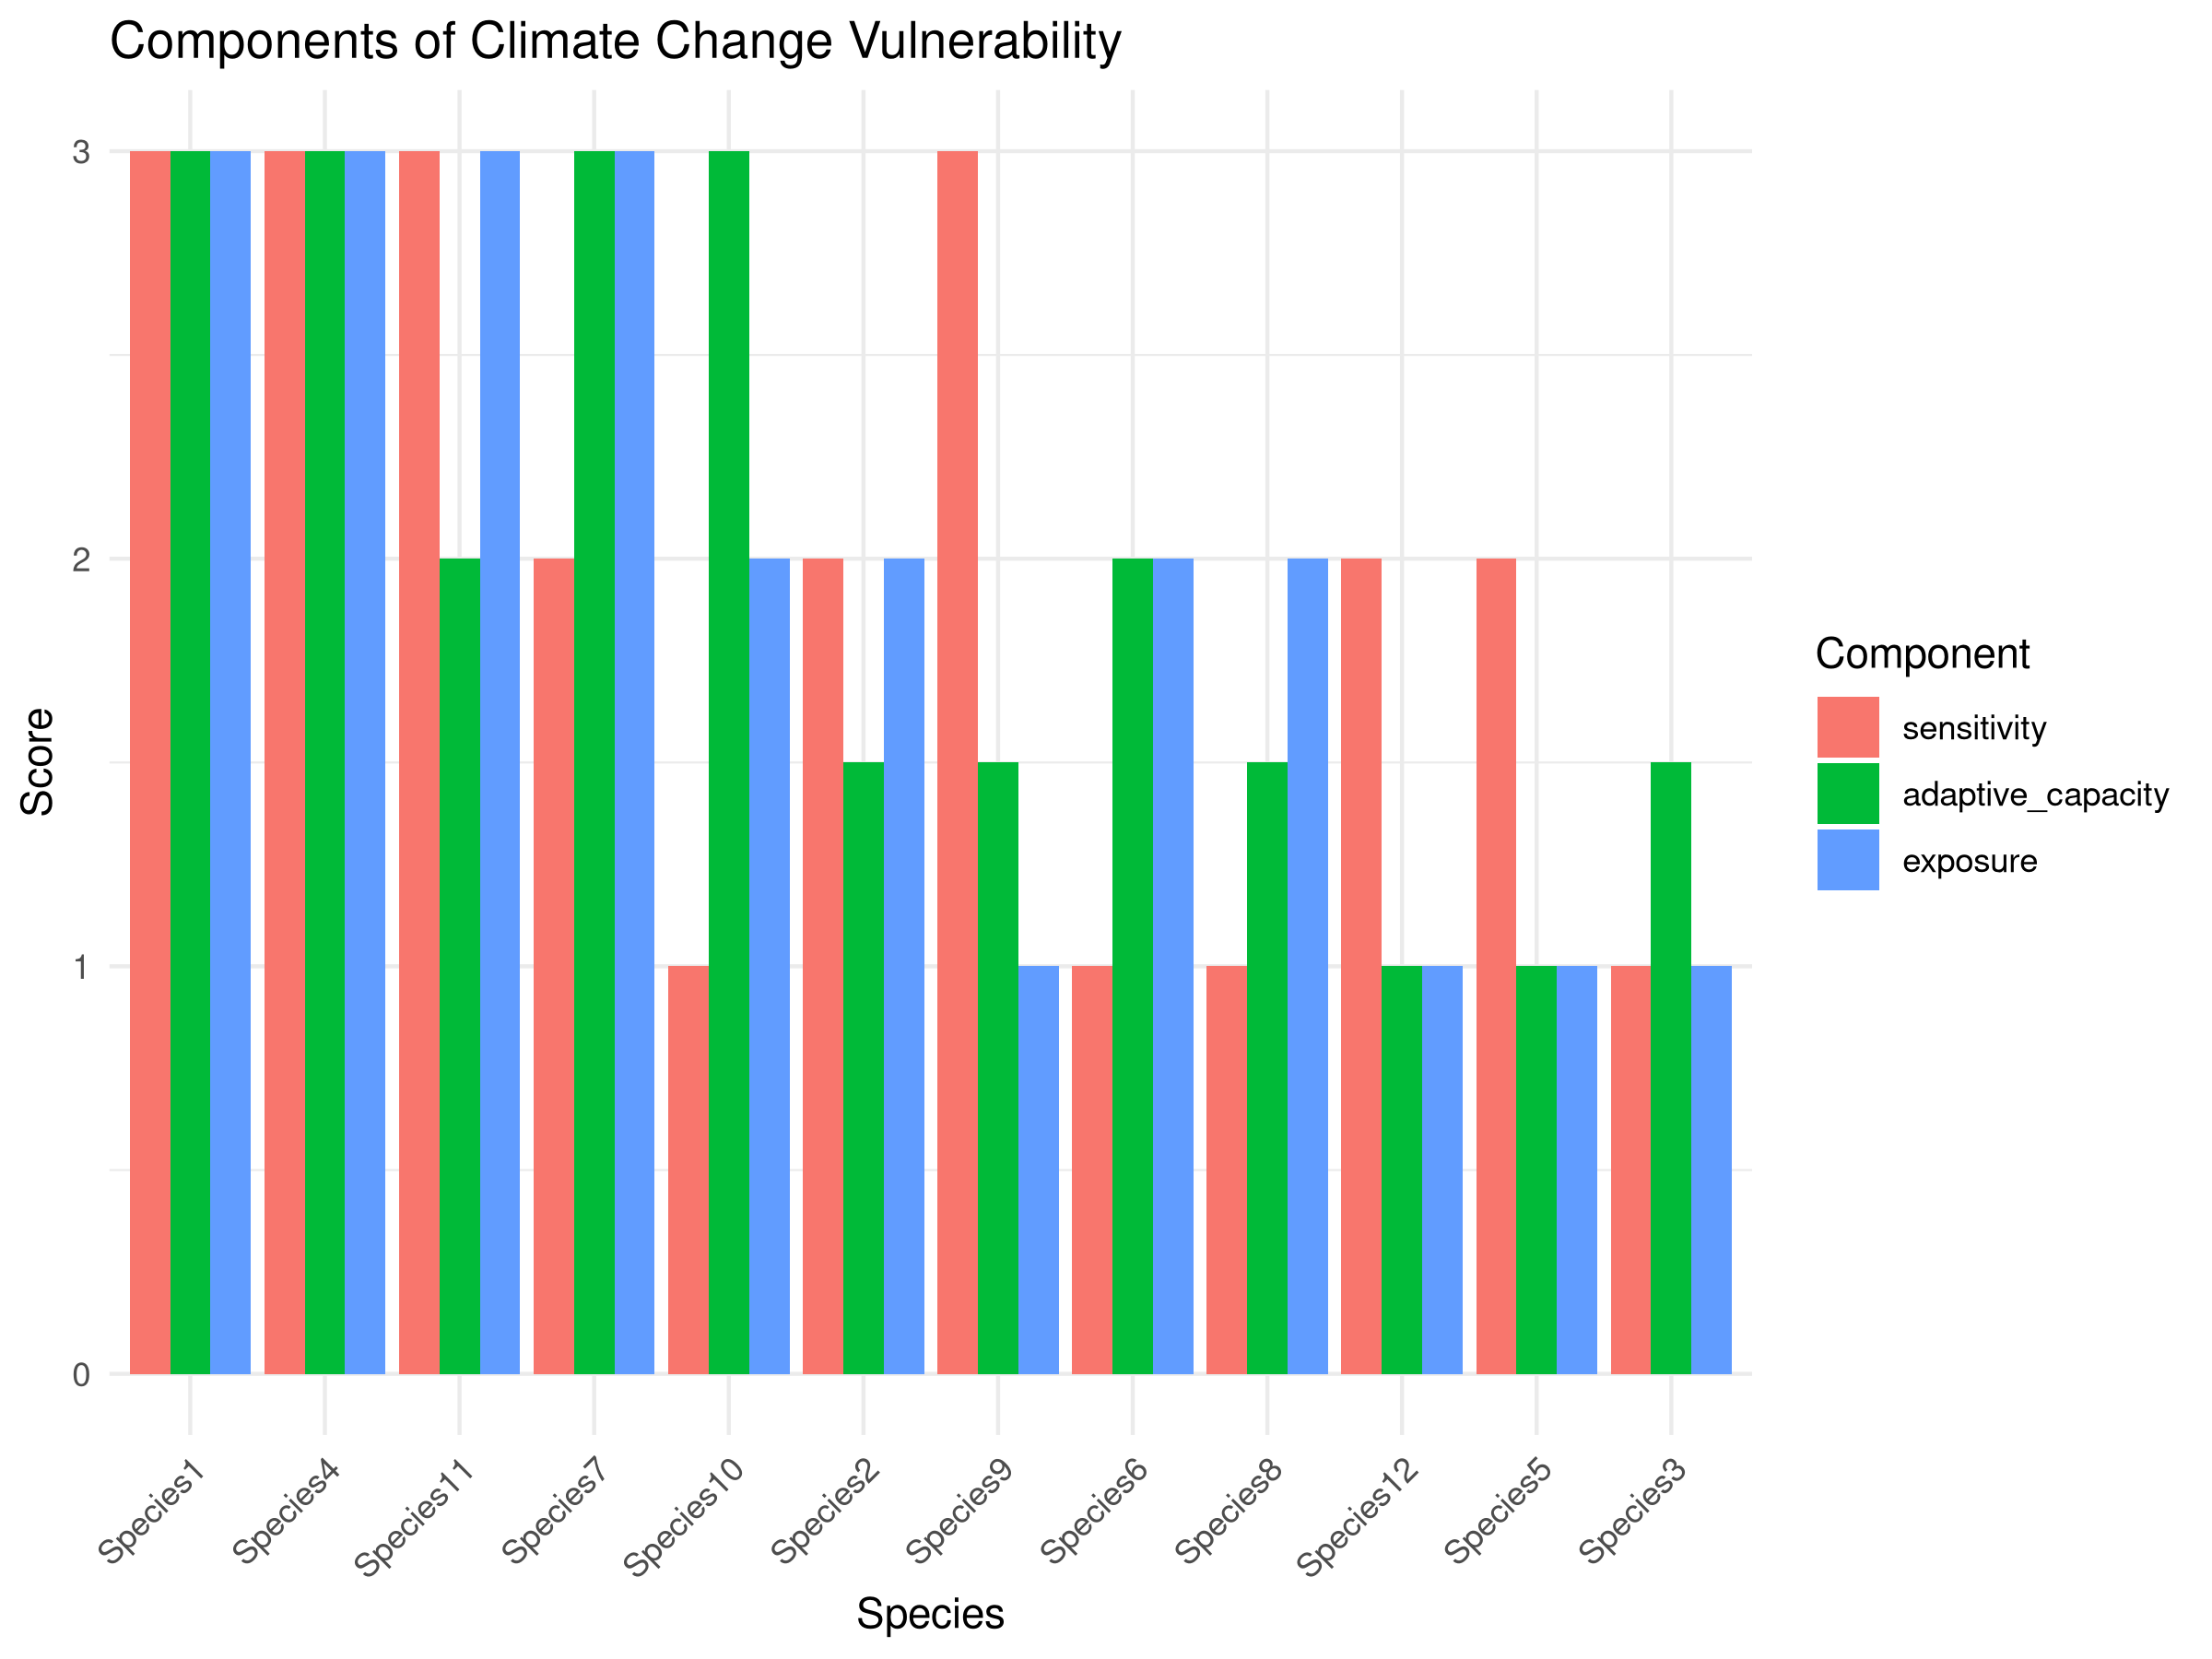 Components of Climate Change Vulnerability
Score
3
2
1
0
Species1
Species4
Species11
Species7
Species10
Species2
Species9
Species6
Species8
Species12
Species5
Species3
Species
Component
sensitivity
adaptive_capacity
exposure